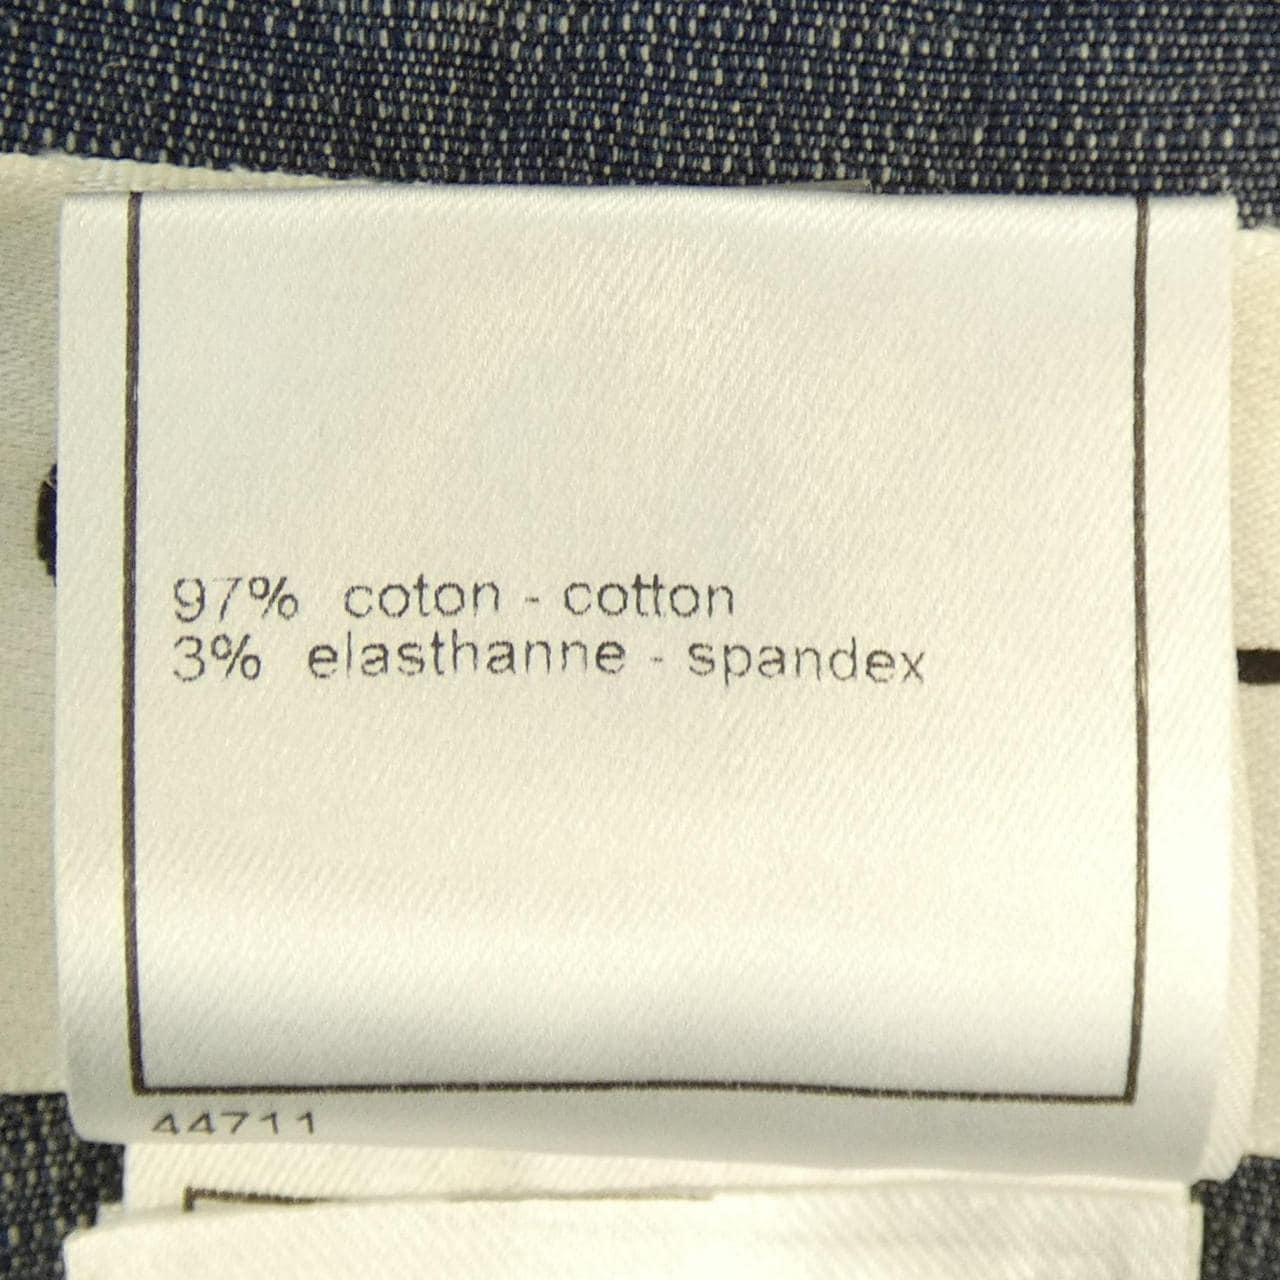 97% coton - cotton
3% elasthanne - spandex
44711